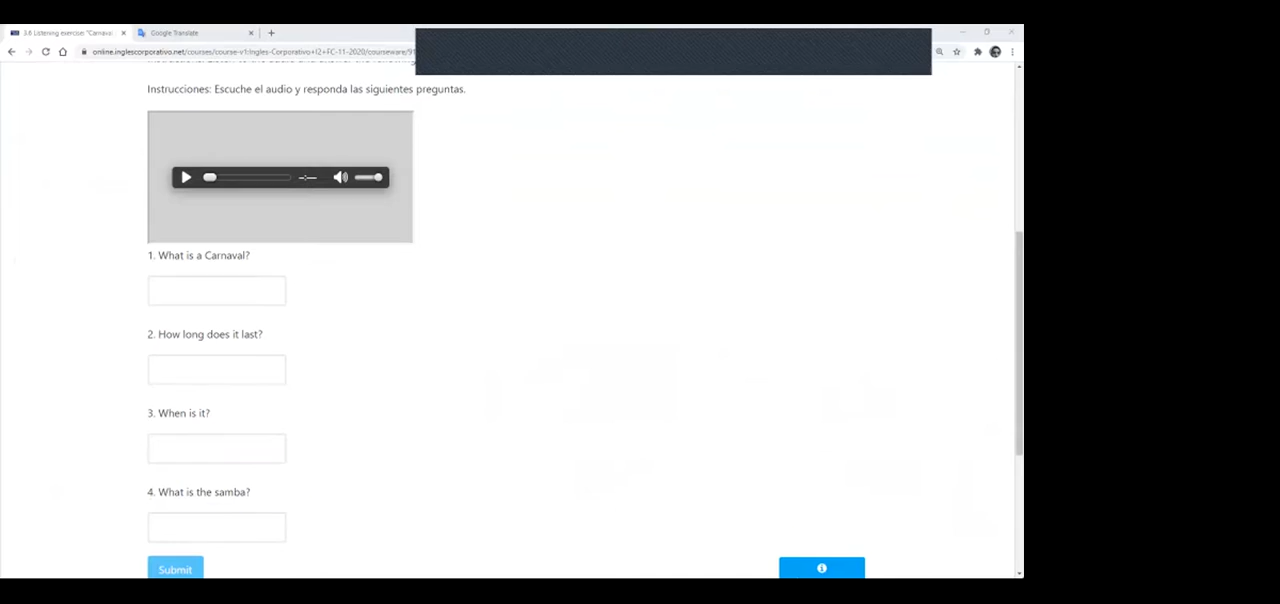 3.6 Listening exercise: "Carnava
Google Translate
online.inglescorporativo.net/courses/course-v1:Ingles-Corporativo+I2+FC-11-2020/courseware/91
Instrucciones: Escuche el audio y responda las siguientes preguntas.
1. What is a Carnaval?
2. How long does it last?
3. When is it?
4. What is the samba?
Submit